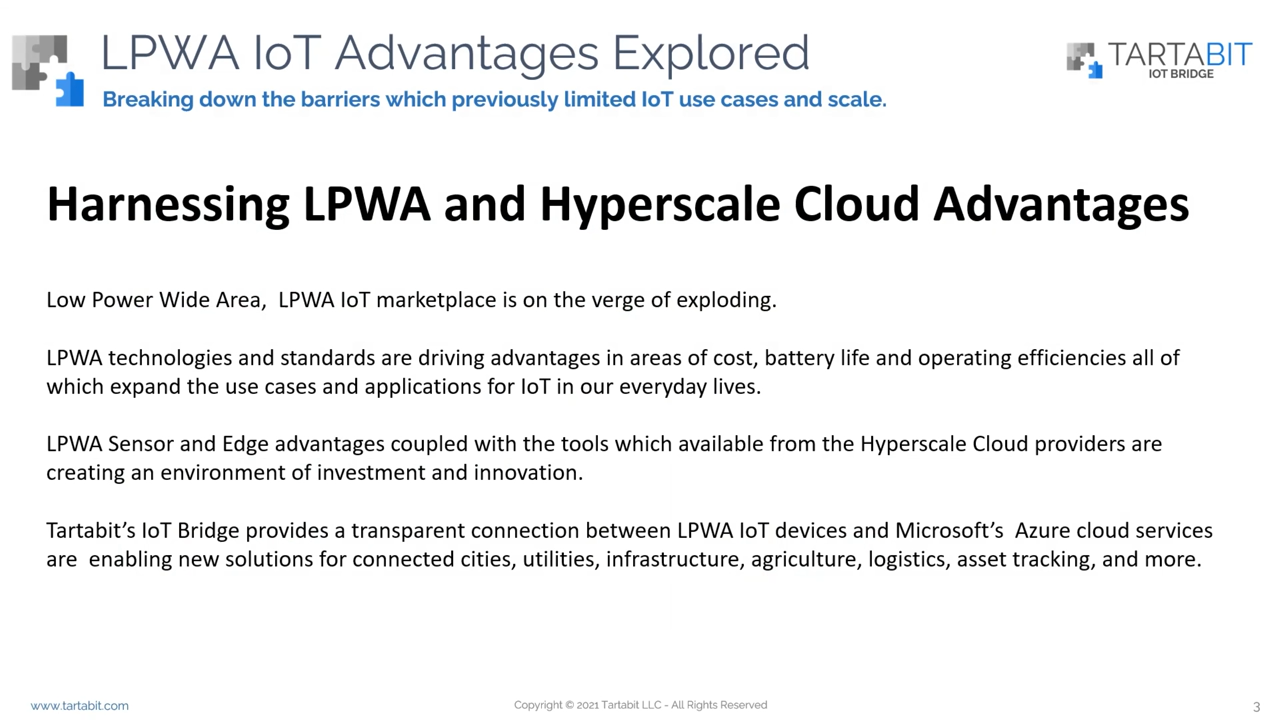 LPWA IoT Advantages Explored
Breaking down the barriers which previously limited IoT use cases and scale.
TARTABIT
IOT BRIDGE
Harnessing LPWA and Hyperscale Cloud Advantages
Low Power Wide Area,  LPWA IoT marketplace is on the verge of exploding.
LPWA technologies and standards are driving advantages in areas of cost, battery life and operating efficiencies all of
which expand the use cases and applications for IoT in our everyday lives.
LPWA Sensor and Edge advantages coupled with the tools which available from the Hyperscale Cloud providers are
creating an environment of investment and innovation.
Tartabit’s IoT Bridge provides a transparent connection between LPWA IoT devices and Microsoft’s  Azure cloud services
are  enabling new solutions for connected cities, utilities, infrastructure, agriculture, logistics, asset tracking, and more.
www.tartabit.com
Copyright © 2021 Tartabit LLC - All Rights Reserved
3